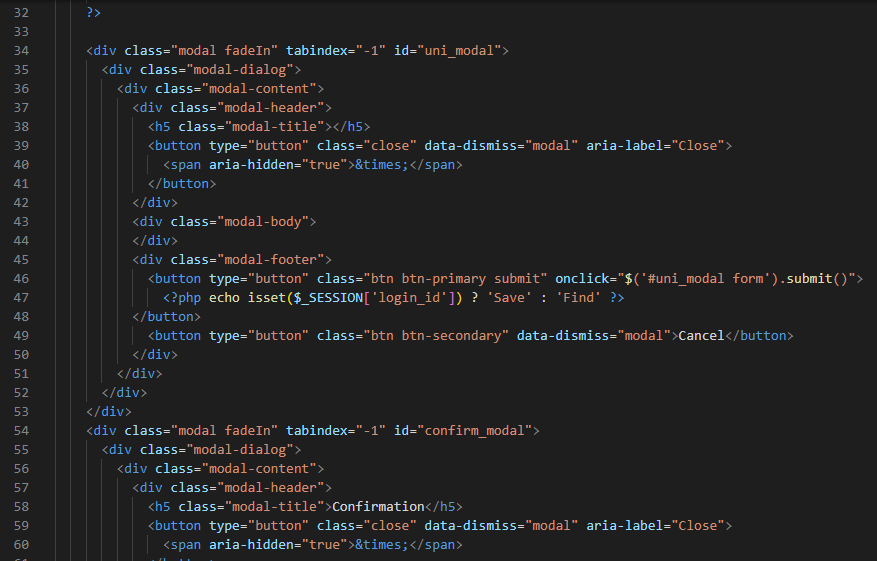 32 ?>
33
34 <div class="modal fadeIn" tabindex="-1" id="uni_modal">
35 <div class="modal-dialog">
36 <div class="modal-content">
37 <div class="modal-header">
38 <h5 class="modal-title"></h5>
39 <button type="button" class="close" data-dismiss="modal" aria-label="Close">
40 <span aria-hidden="true">&times;</span>
41 </button>
42 </div>
43 <div class="modal-body">
44 </div>
45 <div class="modal-footer">
46 <button type="button" class="btn btn-primary submit" onclick="$('#uni_modal form').submit()">
47 <?php echo isset($_SESSION['login_id']) ? 'Save' : 'Find' ?>
48 </button>
49 <button type="button" class="btn btn-secondary" data-dismiss="modal">Cancel</button>
50 </div>
51 </div>
52 </div>
53 </div>
54 <div class="modal fadeIn" tabindex="-1" id="confirm_modal">
55 <div class="modal-dialog">
56 <div class="modal-content">
57 <div class="modal-header">
58 <h5 class="modal-title">Confirmation</h5>
59 <button type="button" class="close" data-dismiss="modal" aria-label="Close">
60 <span aria-hidden="true">&times;</span>